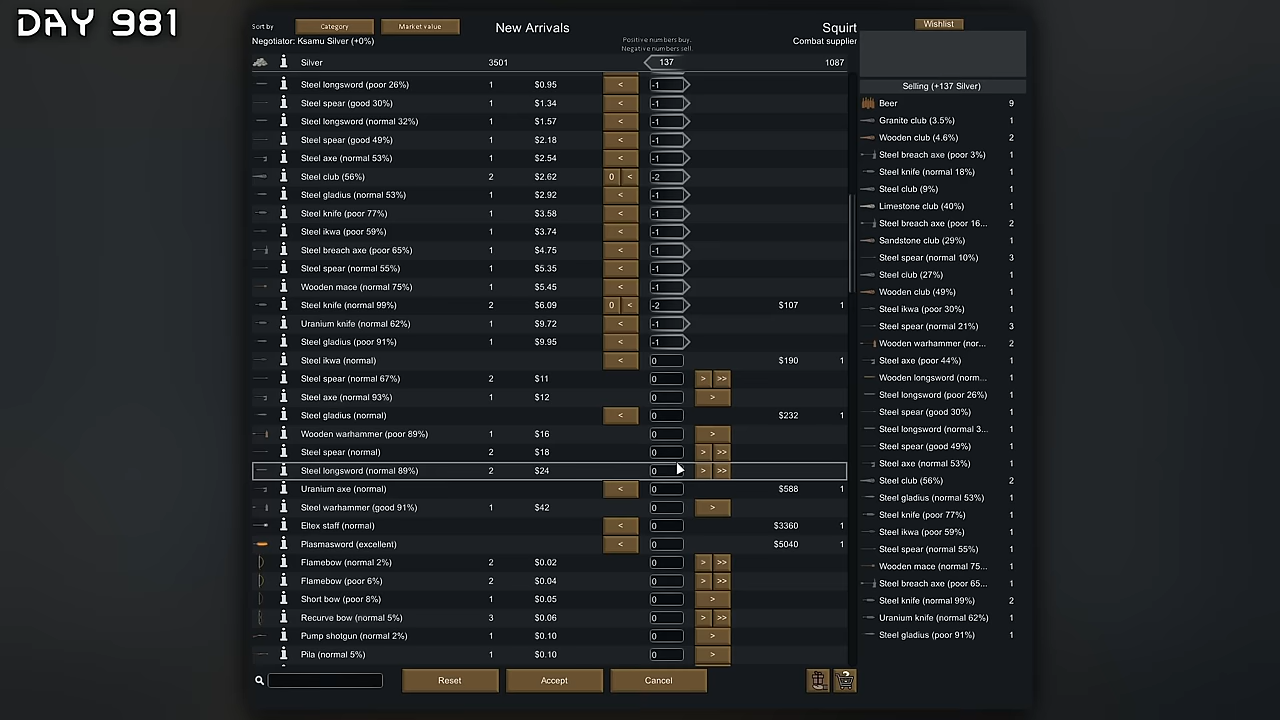 DAY 981
Sort by Category Market value New Arrivals Squirt Wishlist
Negotiator: Ksamu Silver (+0%) Positive numbers buy. Combat supplier
Negative numbers sell.
Silver 3501 137 1087
Steel longsword (poor 26%) 1 $0.95 < -1
Steel spear (good 30%) 1 $1.34 < -1
Steel longsword (normal 32%) 1 $1.57 < -1
Steel spear (good 49%) 1 $2.18 < -1
Steel axe (normal 53%) 1 $2.54 < -1
Steel club (56%) 2 $2.62 0 < -2
Steel gladius (normal 53%) 1 $2.92 < -1
Steel knife (poor 77%) 1 $3.58 < -1
Steel ikwa (poor 59%) 1 $3.74 < -1
Steel breach axe (poor 65%) 1 $4.75 < -1
Steel spear (normal 55%) 1 $5.35 < -1
Wooden mace (normal 75%) 1 $5.45 < -1
Steel knife (normal 99%) 2 $6.09 0 < -2 $107 1
Uranium knife (normal 62%) 1 $9.72 < -1
Steel gladius (poor 91%) 1 $9.95 < -1
Steel ikwa (normal) < 0 $190 1
Steel spear (normal 67%) 2 $11 0 > >>
Steel axe (normal 93%) 1 $12 0 >
Steel gladius (normal) < 0 $232 1
Wooden warhammer (poor 89%) 1 $16 0 >
Steel spear (normal) 2 $18 0 > >>
Steel longsword (normal 89%) 2 $24 0 > >>
Uranium axe (normal) < 0 $588 1
Steel warhammer (good 91%) 1 $42 0 >
Eltex staff (normal) < 0 $3360 1
Plasmasword (excellent) < 0 $5040 1
Flamebow (normal 2%) 2 $0.02 0 > >>
Flamebow (poor 6%) 2 $0.04 0 > >>
Short bow (poor 8%) 1 $0.05 0 >
Recurve bow (normal 5%) 3 $0.06 0 > >>
Pump shotgun (normal 2%) 1 $0.10 0 >
Pila (normal 5%) 1 $0.10 0 >
Reset Accept Cancel
Selling (+137 Silver)
Beer 9
Granite club (3.5%) 1
Wooden club (4.6%) 2
Steel breach axe (poor 3%) 1
Steel knife (normal 18%) 1
Steel club (9%) 1
Limestone club (40%) 1
Steel breach axe (poor 16... 2
Sandstone club (29%) 1
Steel spear (normal 10%) 3
Steel club (27%) 1
Wooden club (49%) 1
Steel ikwa (poor 30%) 1
Steel spear (normal 21%) 3
Wooden warhammer (nor... 2
Steel axe (poor 44%) 1
Wooden longsword (norm... 1
Steel longsword (poor 26%) 1
Steel spear (good 30%) 1
Steel longsword (normal 3... 1
Steel spear (good 49%) 1
Steel axe (normal 53%) 1
Steel club (56%) 2
Steel gladius (normal 53%) 1
Steel knife (poor 77%) 1
Steel ikwa (poor 59%) 1
Steel spear (normal 55%) 1
Wooden mace (normal 75... 1
Steel breach axe (poor 65... 1
Steel knife (normal 99%) 2
Uranium knife (normal 62%) 1
Steel gladius (poor 91%) 1